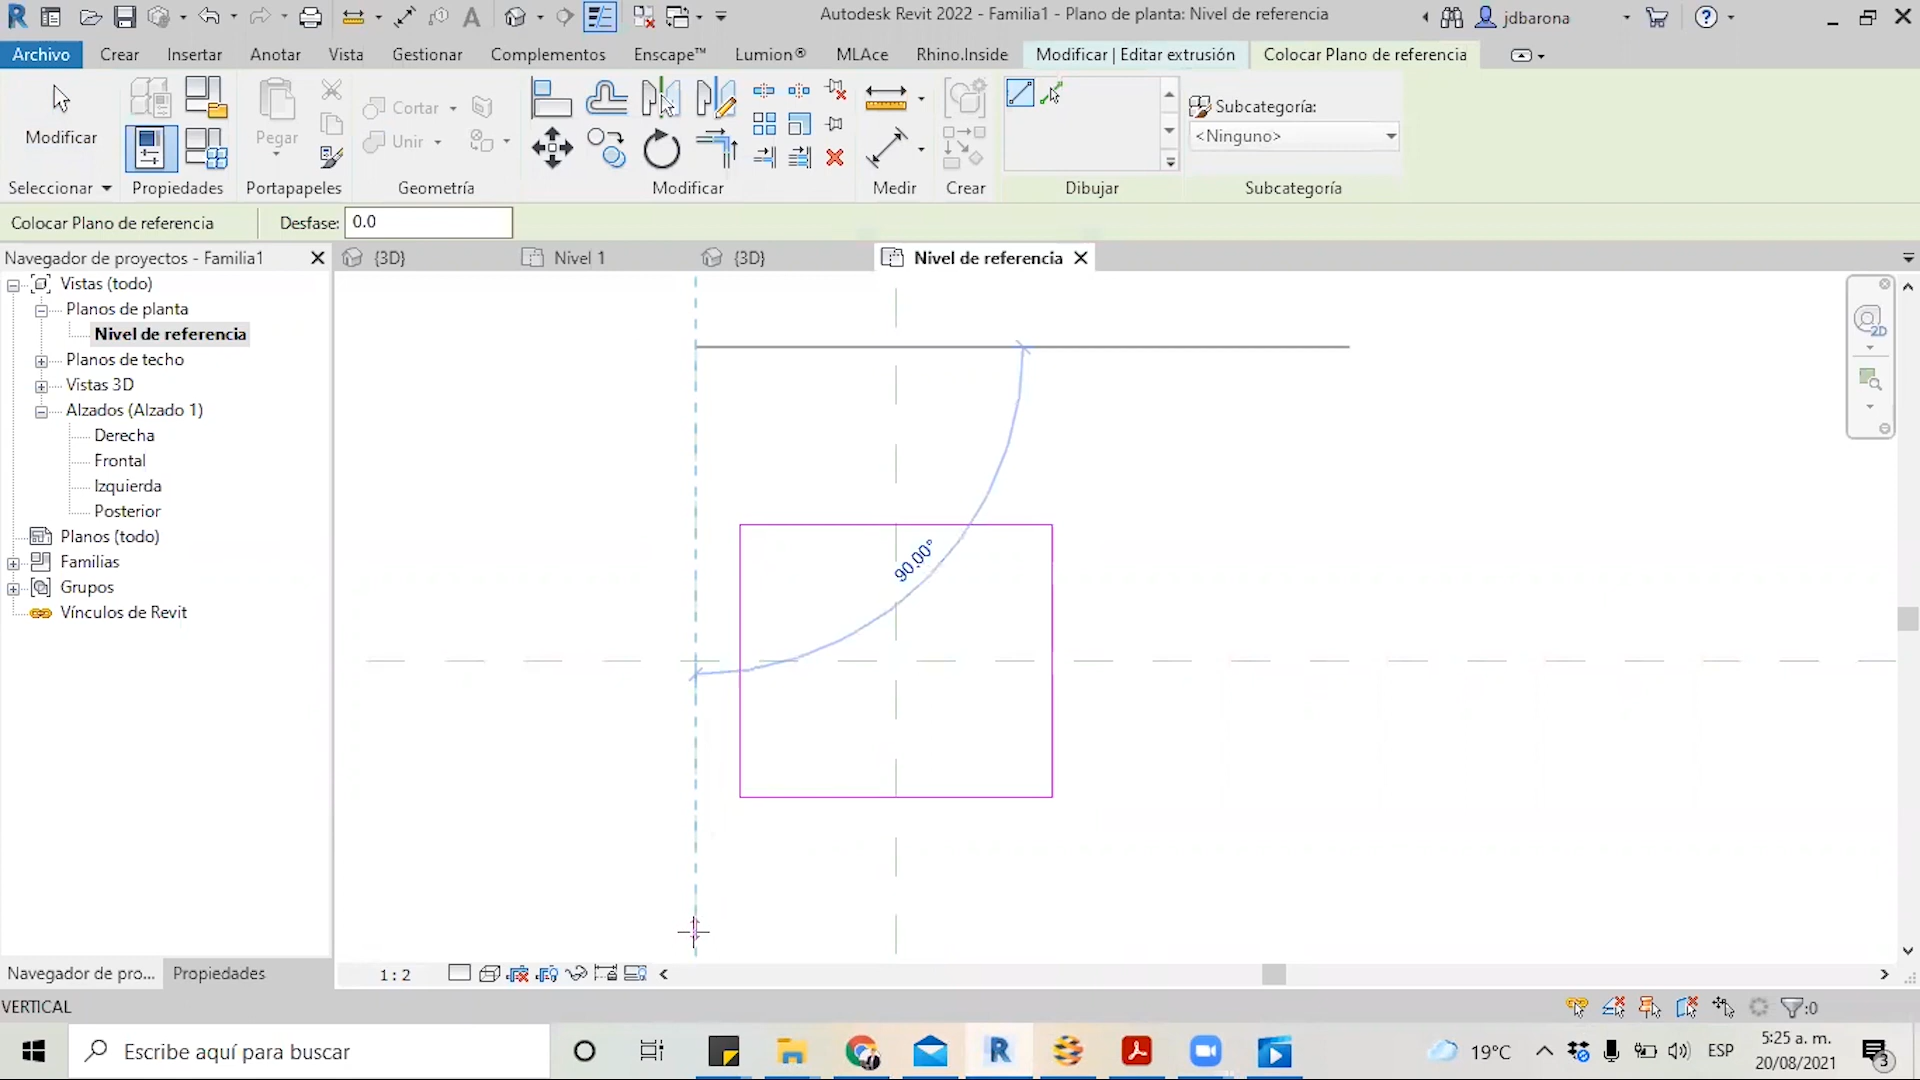 Autodesk Revit 2022 - Familia1 - Plano de planta: Nivel de referencia
jdbarona
Archivo Crear Insertar Anotar Vista Gestionar Complementos Enscape™ Lumion® MLAce Rhino.Inside Modificar | Editar extrusión Colocar Plano de referencia
Modificar
Pegar
Cortar
Unir
Subcategoría:
<Ninguno>
Seleccionar Propiedades Portapapeles Geometría Modificar Medir Crear Dibujar Subcategoría
Colocar Plano de referencia Desfase: 0.0
Navegador de proyectos - Familia1
{3D} Nivel 1 {3D} Nivel de referencia
Vistas (todo)
Planos de planta
Nivel de referencia
Planos de techo
Vistas 3D
Alzados (Alzado 1)
Derecha
Frontal
Izquierda
Posterior
Planos (todo)
Familias
Grupos
Vínculos de Revit
2D
90.00°
Navegador de pro... Propiedades
1 : 2
VERTICAL
:0
Escribe aquí para buscar
19°C
ESP
5:25 a. m.
20/08/2021
3